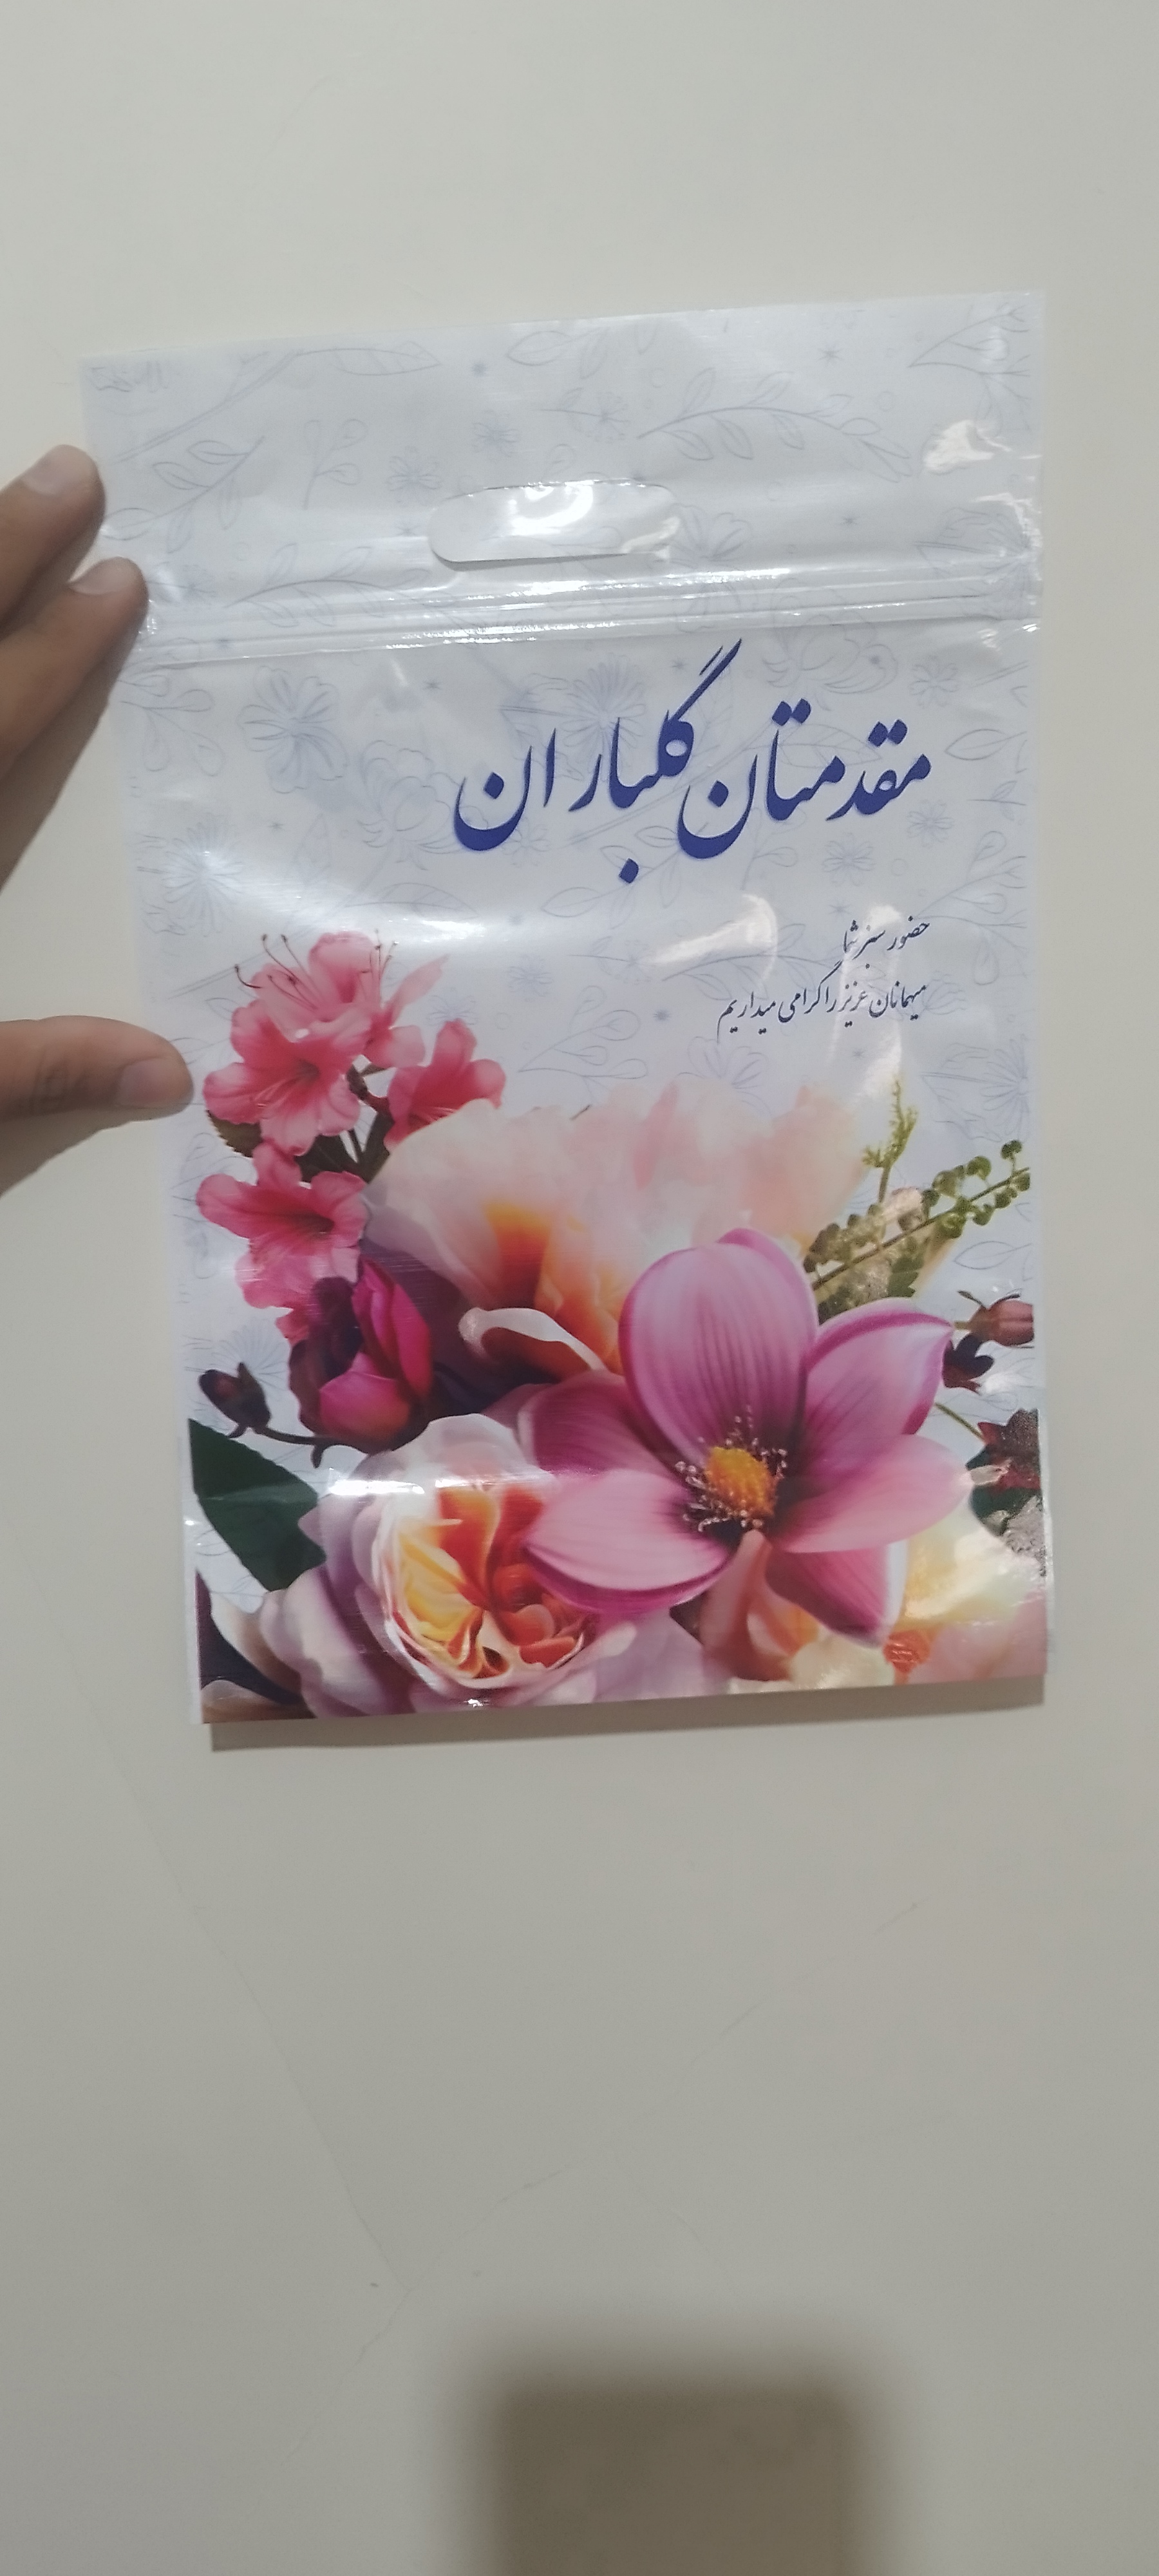 مقدمتان گلباران
حضور سبز شما
میهمانان عزیز را گرامی میداریم